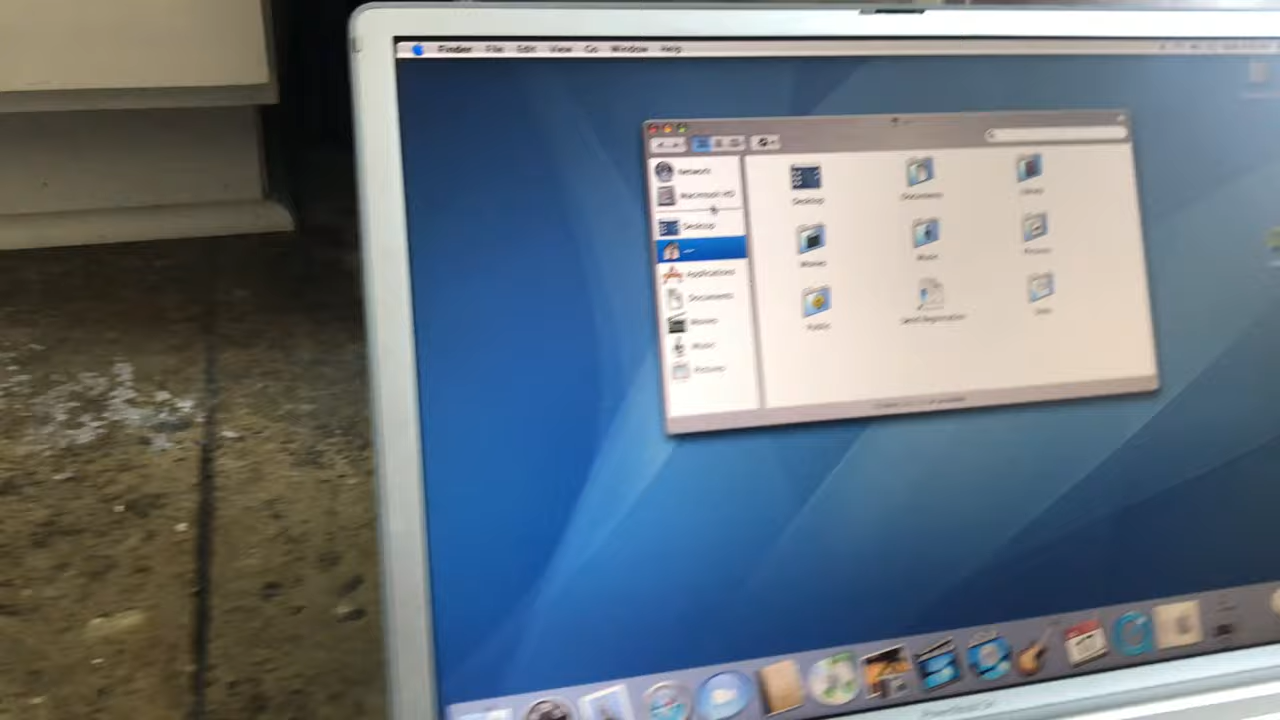 Finder File Edit View Go Window Help
Network
Macintosh HD
Desktop
Applications
Documents
Movies
Music
Pictures
Desktop Documents Library
Movies Music Pictures
Public Send Registration Sites